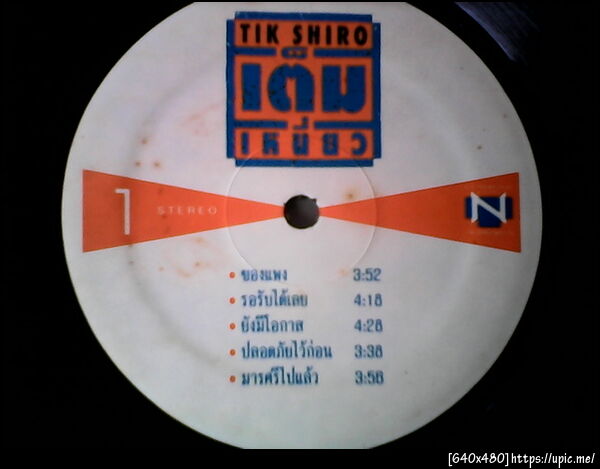 TIK SHIRO
เต็ม
เหนี่ยว
1 STEREO N
ของแพง 3:52
รอรับได้เลย 4:18
ยังมีโอกาส 4:28
ปลอดภัยไว้ก่อน 3:38
มารศรีไปแล้ว 3:56
[640x480]https://upic.me/